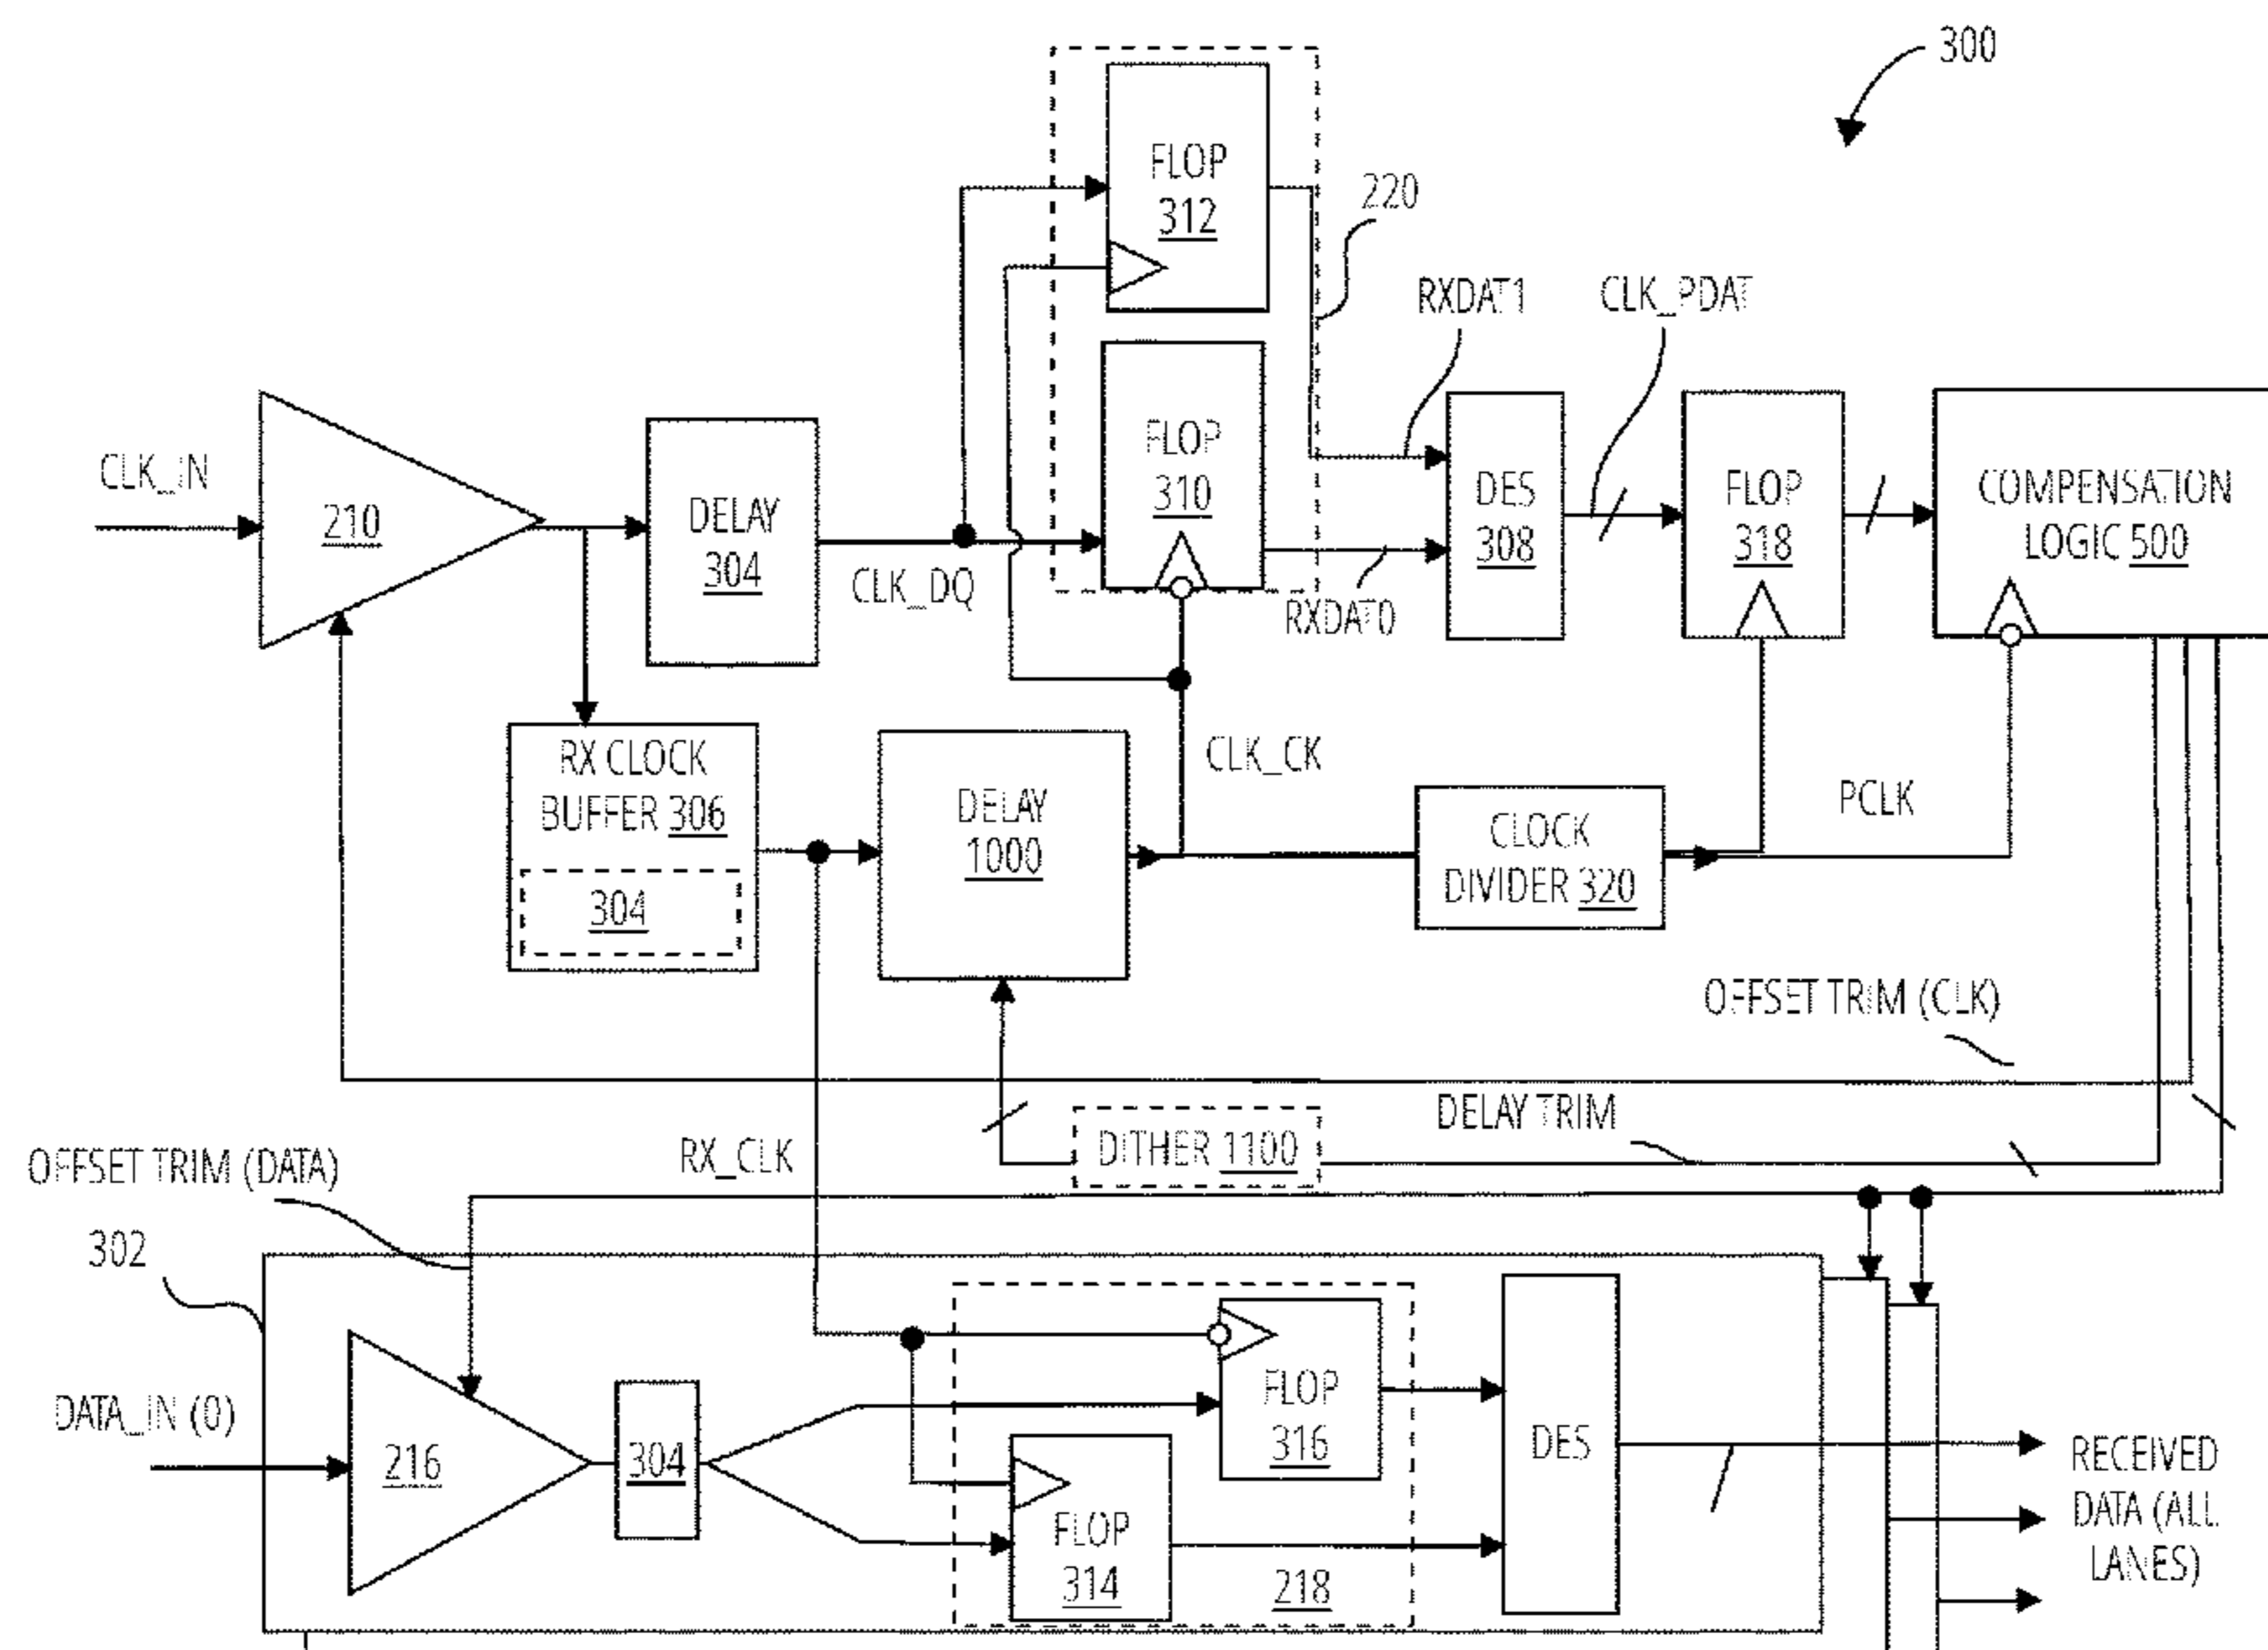 300
FLOP
312
220
RXDAT1
CLK_PDAT
CLK_IN
210
DELAY
304
CLK_DQ
FLOP
310
RXDAT0
DES
308
FLOP
318
COMPENSATION
LOGIC 500
RX CLOCK
BUFFER 306
304
DELAY
1000
CLK_CK
CLOCK
DIVIDER 320
PCLK
OFFSET TRIM (CLK)
DELAY TRIM
DITHER 1100
RX_CLK
OFFSET TRIM (DATA)
302
DATA_IN (0)
216
304
FLOP
316
FLOP
314
218
DES
RECEIVED
DATA (ALL
LANES)